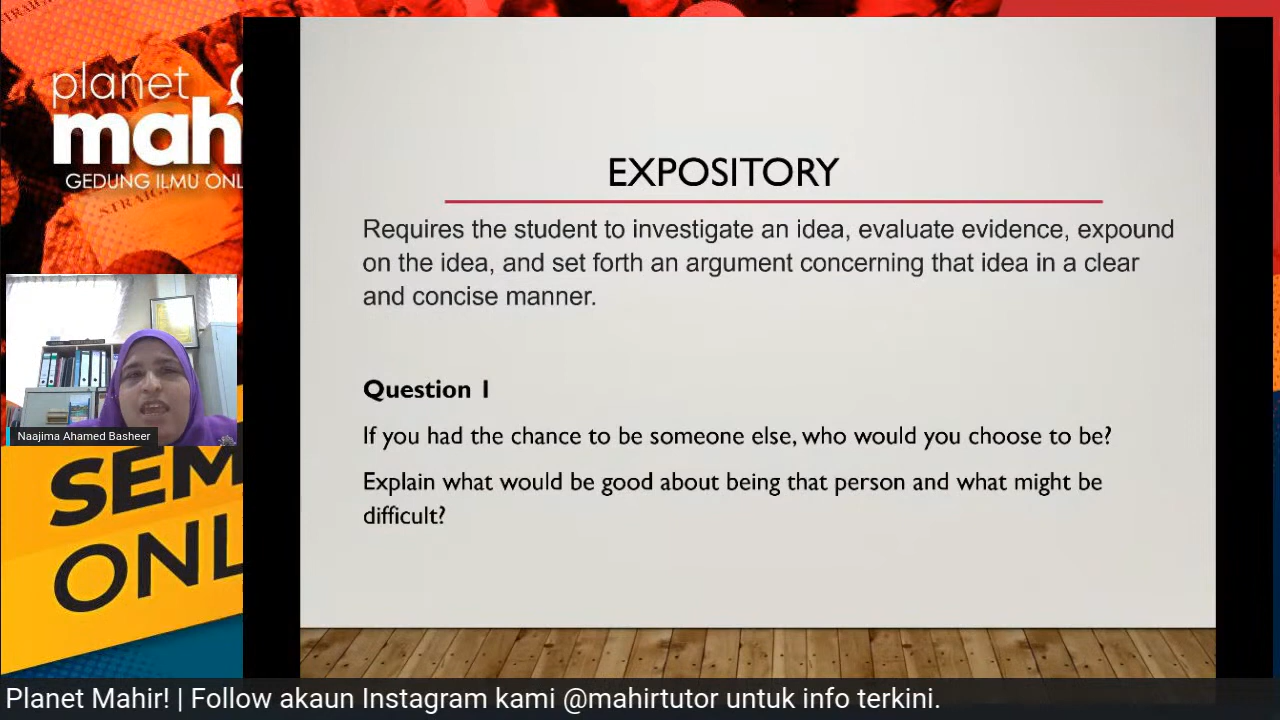 planet
mah
GEDUNG ILMU ONL
EXPOSITORY
Requires the student to investigate an idea, evaluate evidence, expound
on the idea, and set forth an argument concerning that idea in a clear
and concise manner.
Question 1
If you had the chance to be someone else, who would you choose to be?
Explain what would be good about being that person and what might be
difficult?
Naajima Ahamed Basheer
SEM
ONL
Planet Mahir! | Follow akaun Instagram kami @mahirtutor untuk info terkini.